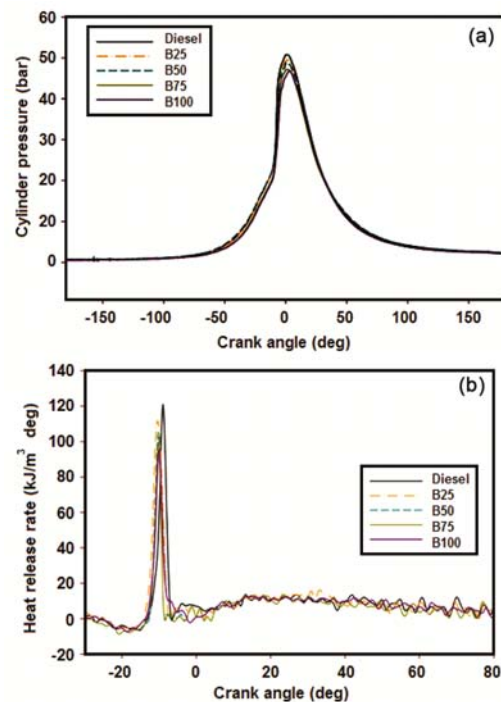 60
50
40
30
20
10
0
Cylinder pressure (bar)
Diesel
B25
B50
B75
B100
(a)
-150 -100 -50 0 50 100 150
Crank angle (deg)
140
120
100
80
60
40
20
0
-20
Heat release rate (kJ/m³ deg)
(b)
Diesel
B25
B50
B75
B100
-20 0 20 40 60 80
Crank angle (deg)